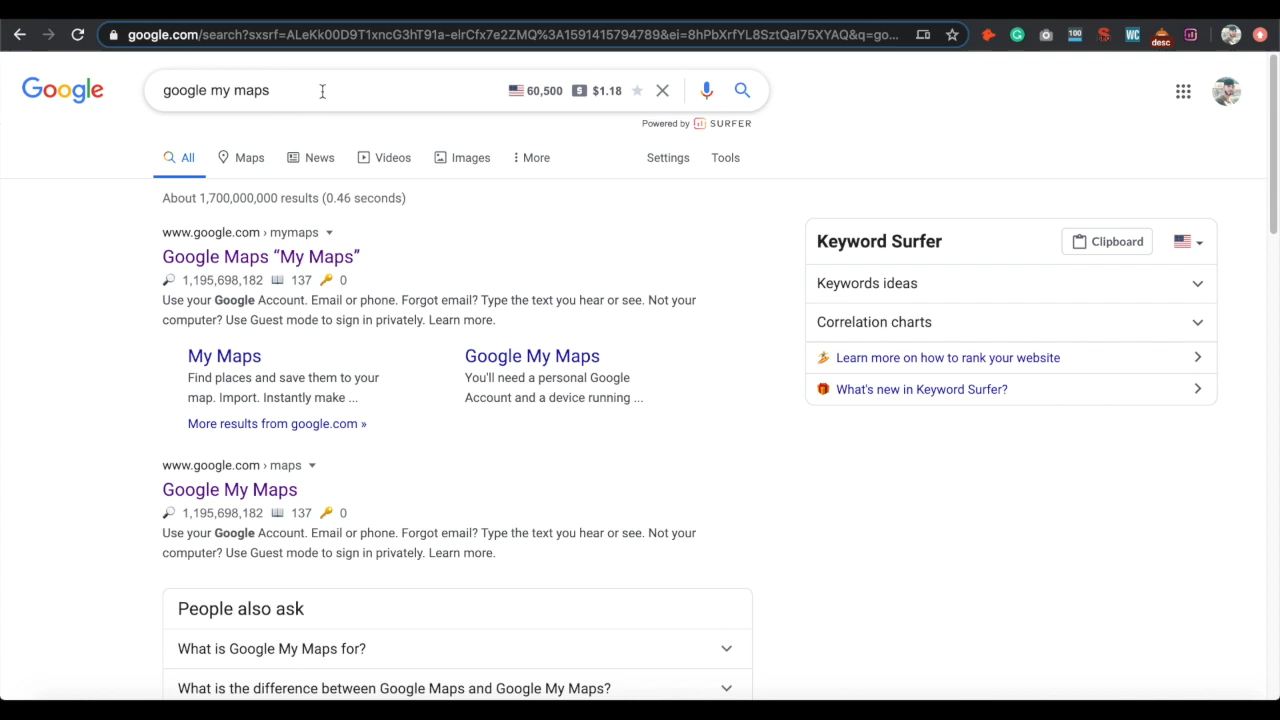 google.com/search?sxsrf=ALeKk00D9T1xncG3hT91a-elrCfx7e2ZMQ%3A1591415794789&ei=8hPbXrfYL8SztQal75XYAQ&q=go...
100
WC
desc
Google
google my maps
60,500
$1.18
Powered by SURFER
All
Maps
News
Videos
Images
More
Settings
Tools
About 1,700,000,000 results (0.46 seconds)
www.google.com › mymaps
Google Maps “My Maps”
1,195,698,182 137 0
Use your Google Account. Email or phone. Forgot email? Type the text you hear or see. Not your
computer? Use Guest mode to sign in privately. Learn more.
My Maps
Find places and save them to your
map. Import. Instantly make ...
Google My Maps
You'll need a personal Google
Account and a device running ...
More results from google.com »
www.google.com › maps
Google My Maps
1,195,698,182 137 0
Use your Google Account. Email or phone. Forgot email? Type the text you hear or see. Not your
computer? Use Guest mode to sign in privately. Learn more.
People also ask
What is Google My Maps for?
What is the difference between Google Maps and Google My Maps?
Keyword Surfer
Clipboard
Keywords ideas
Correlation charts
Learn more on how to rank your website
What's new in Keyword Surfer?